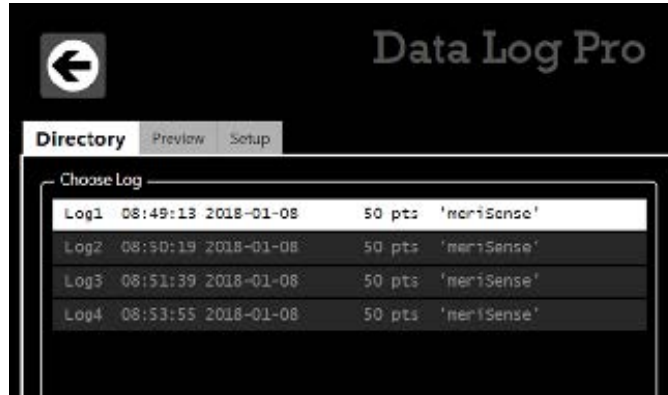 Data Log Pro
Directory Preview Setup
Choose Log
Log1 08:49:13 2018-01-08 50 pts 'meriSense'
Log2 08:50:19 2018-01-08 50 pts 'meriSense'
Log3 08:51:39 2018-01-08 50 pts 'meriSense'
Log4 08:53:55 2018-01-08 50 pts 'meriSense'